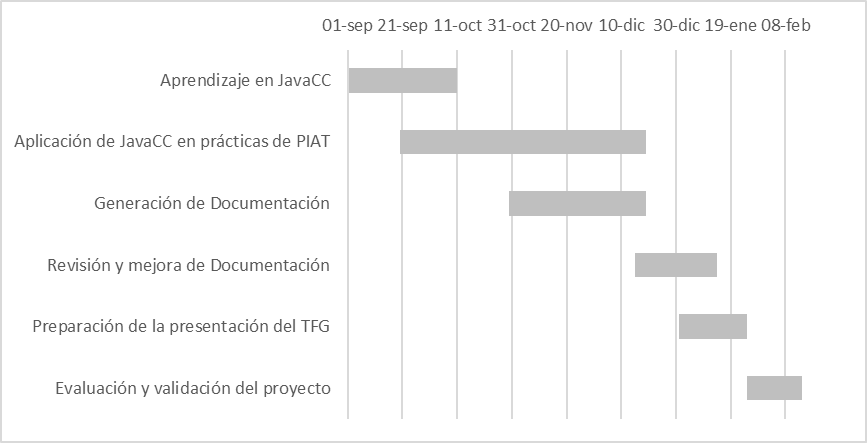 01-sep 21-sep 11-oct 31-oct 20-nov 10-dic 30-dic 19-ene 08-feb
Aprendizaje en JavaCC
Aplicación de JavaCC en prácticas de PIAT
Generación de Documentación
Revisión y mejora de Documentación
Preparación de la presentación del TFG
Evaluación y validación del proyecto